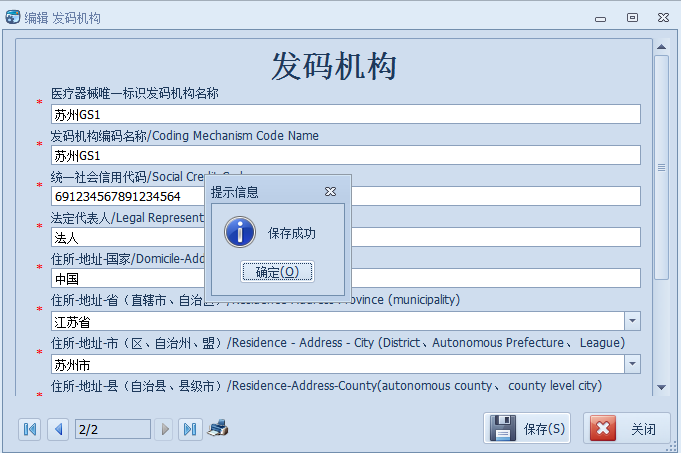 编辑 发码机构
发码机构
医疗器械唯一标识发码机构名称
* 苏州GS1
发码机构编码名称/Coding Mechanism Code Name
* 苏州GS1
统一社会信用代码/Social Credit
* 691234567891234564
提示信息
保存成功
确定(O)
法定代表人/Legal Represent
* 法人
住所-地址-国家/Domicile-Add
* 中国
住所-地址-省（直辖市、自治区）/Residence-Address-Province (municipality)
* 江苏省
住所-地址-市（区、自治州、盟）/Residence - Address - City (District、Autonomous Prefecture、 League)
* 苏州市
住所-地址-县（自治县、县级市）/Residence-Address-County(autonomous county、 county level city)
*
2/2
保存(S)
关闭